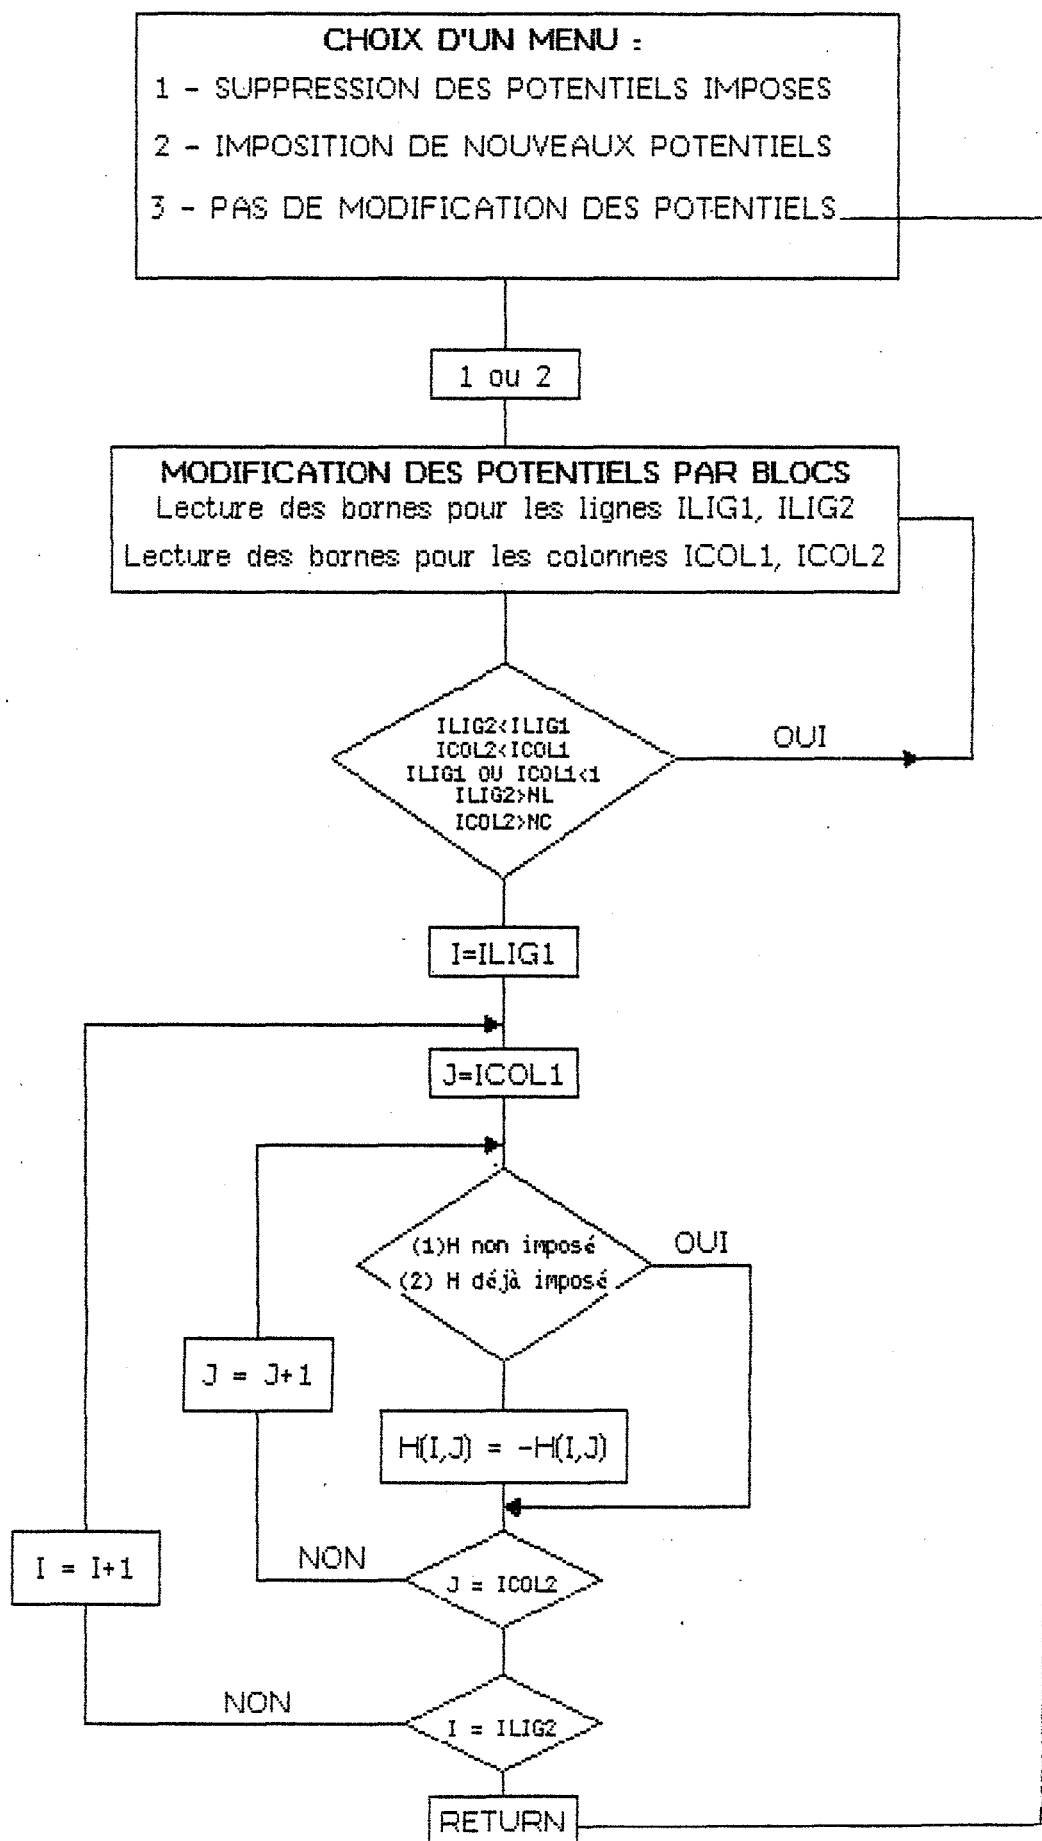 CHOIX D'UN MENU :
1 - SUPPRESSION DES POTENTIELS IMPOSES
2 - IMPOSITION DE NOUVEAUX POTENTIELS
3 - PAS DE MODIFICATION DES POTENTIELS
1 ou 2
MODIFICATION DES POTENTIELS PAR BLOCS
Lecture des bornes pour les lignes ILIG1, ILIG2
Lecture des bornes pour les colonnes ICOL1, ICOL2
ILIG2<ILIG1
ICOL2<ICOL1
ILIG1 OU ICOL1<1
ILIG2>NL
ICOL2>NC
OUI
I=ILIG1
J=ICOL1
(1)H non imposé
(2) H déjà imposé
OUI
J = J+1
H(I,J) = -H(I,J)
I = I+1
NON
J = ICOL2
NON
I = ILIG2
RETURN